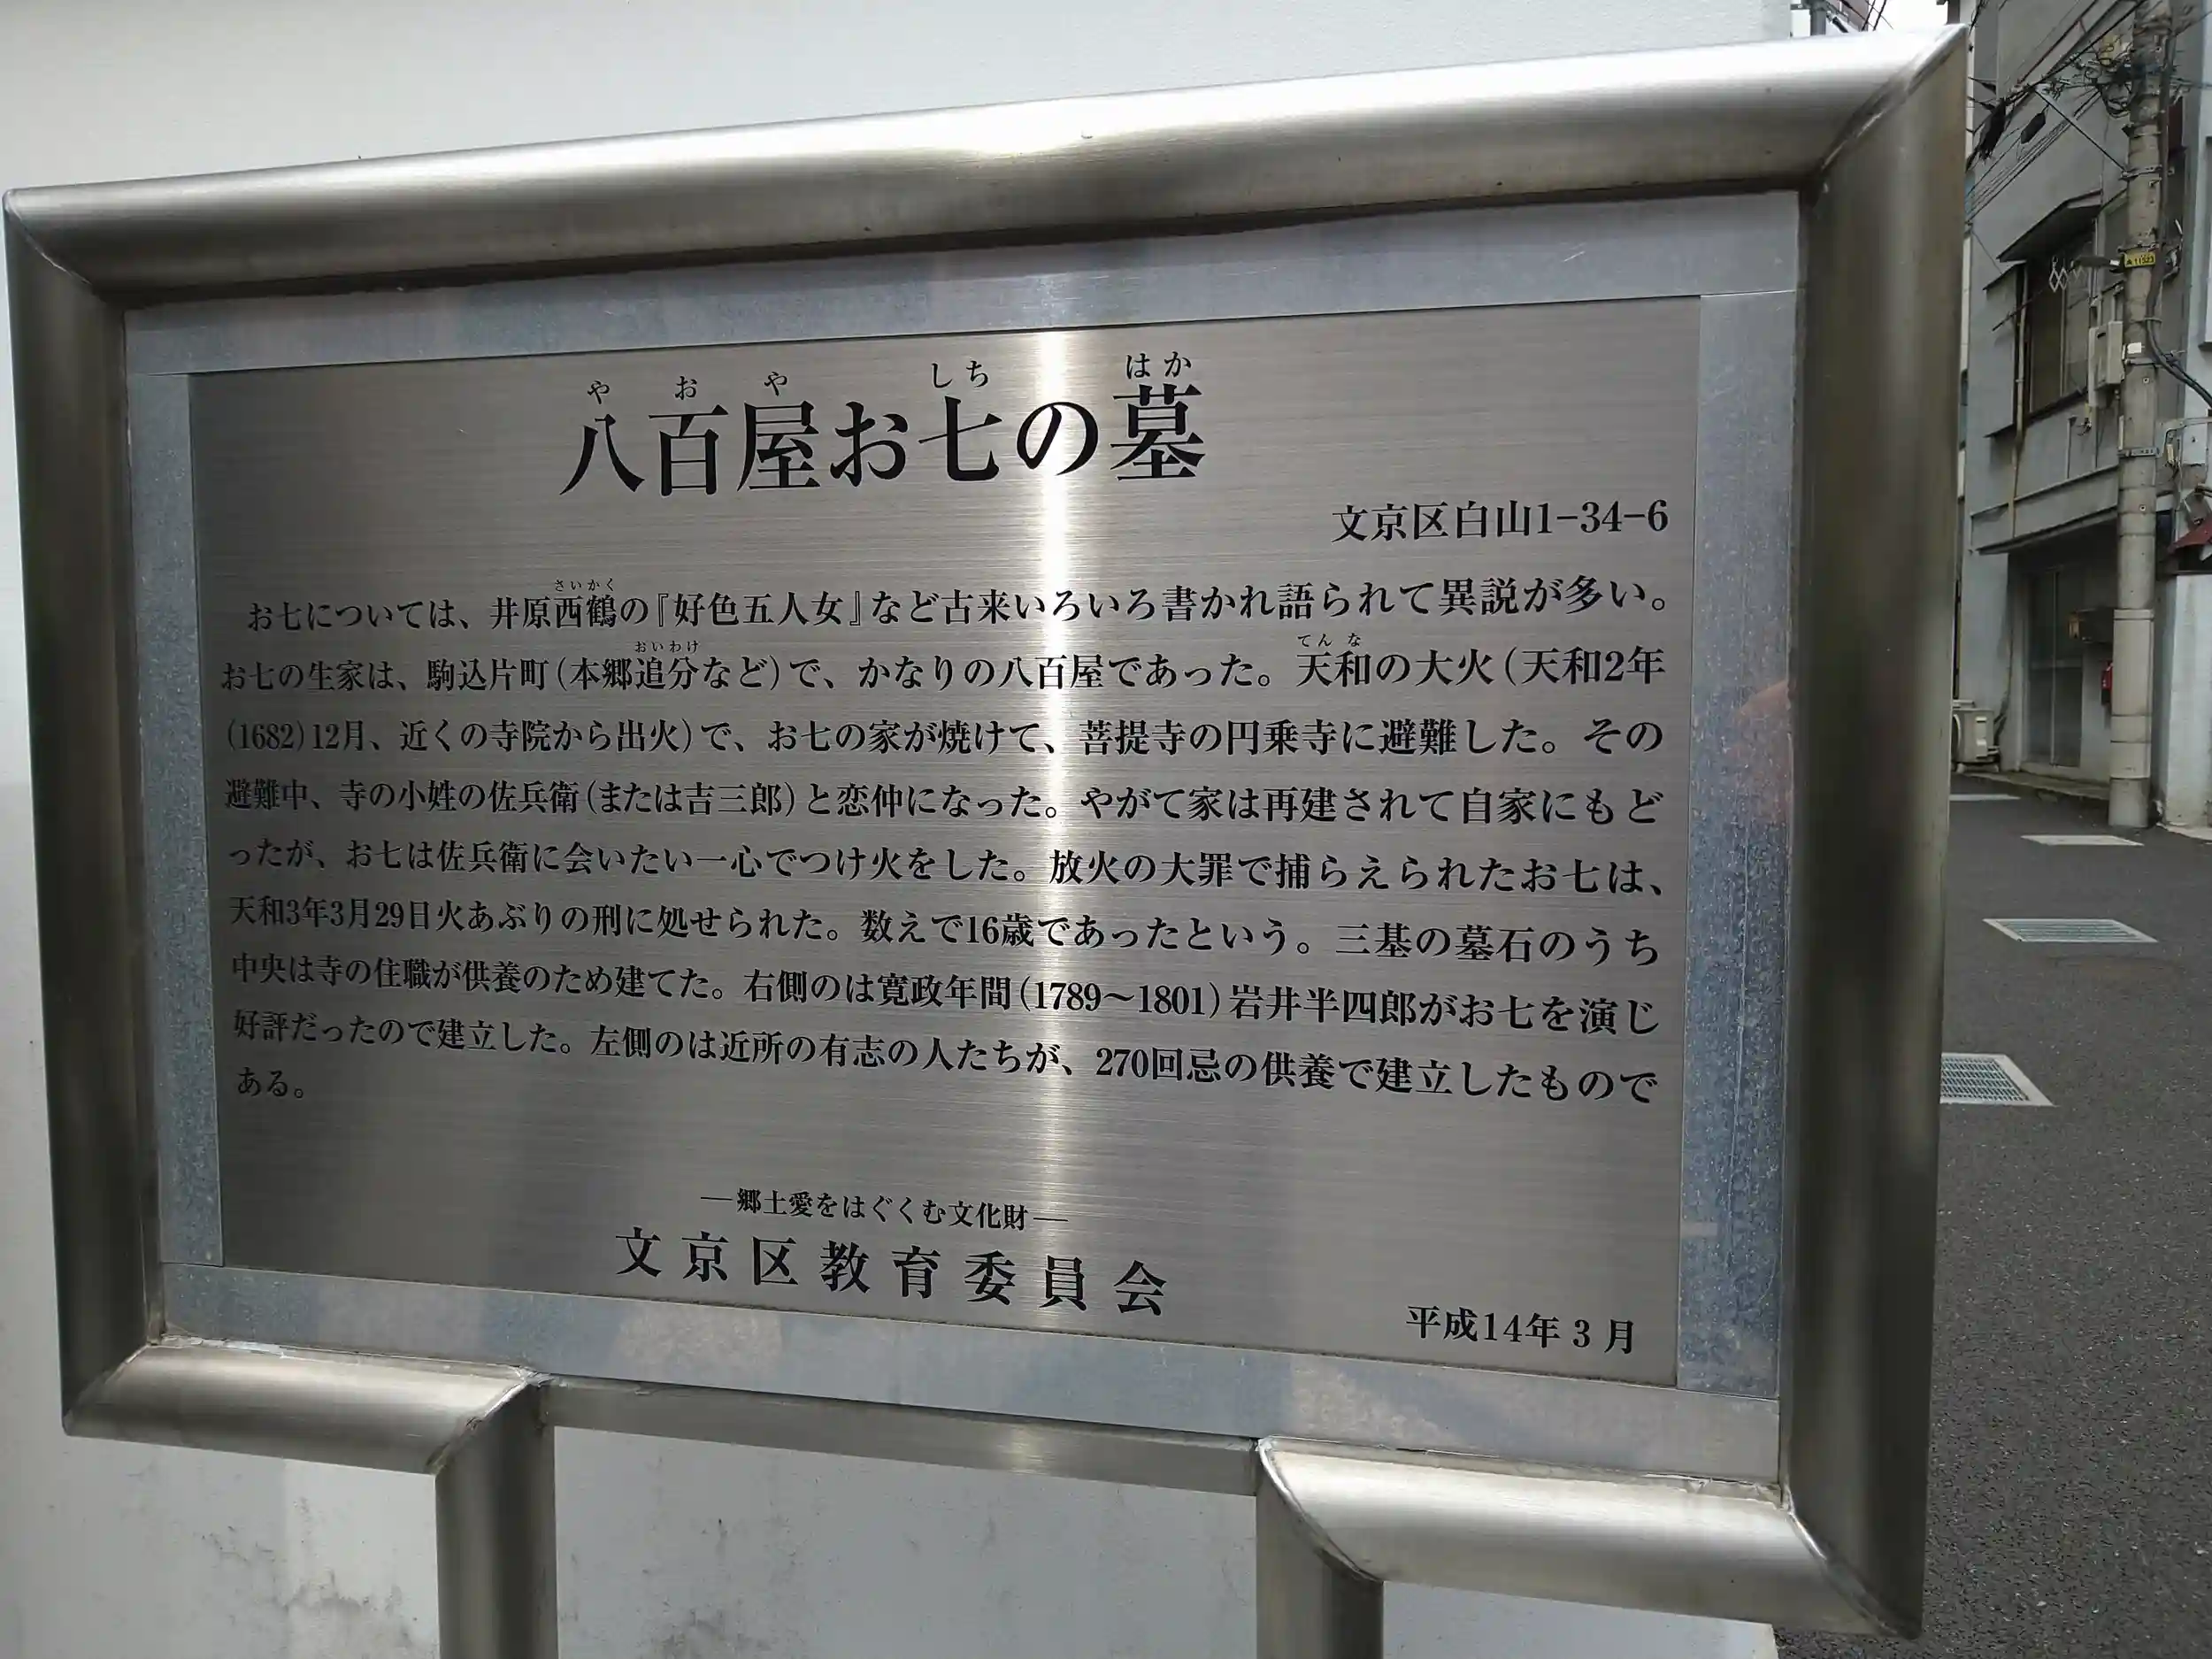 やおや しち はか
八百屋お七の墓
文京区白山1-34-6
さいかく
お七については、井原西鶴の『好色五人女』など古来いろいろ書かれ語られて異説が多い。
おいわけ てんな
お七の生家は、駒込片町(本郷追分など)で、かなりの八百屋であった。天和の大火(天和2年
(1682)12月、近くの寺院から出火)で、お七の家が焼けて、菩提寺の円乗寺に避難した。その
避難中、寺の小姓の佐兵衛(または吉三郎)と恋仲になった。やがて家は再建されて自家にもど
ったが、お七は佐兵衛に会いたい一心でつけ火をした。放火の大罪で捕らえられたお七は、
天和3年3月29日火あぶりの刑に処せられた。数えで16歳であったという。三基の墓石のうち
中央は寺の住職が供養のため建てた。右側のは寛政年間(1789〜1801)岩井半四郎がお七を演じ
好評だったので建立した。左側のは近所の有志の人たちが、270回忌の供養で建立したもので
ある。
―郷土愛をはぐくむ文化財―
文京区教育委員会
平成14年3月